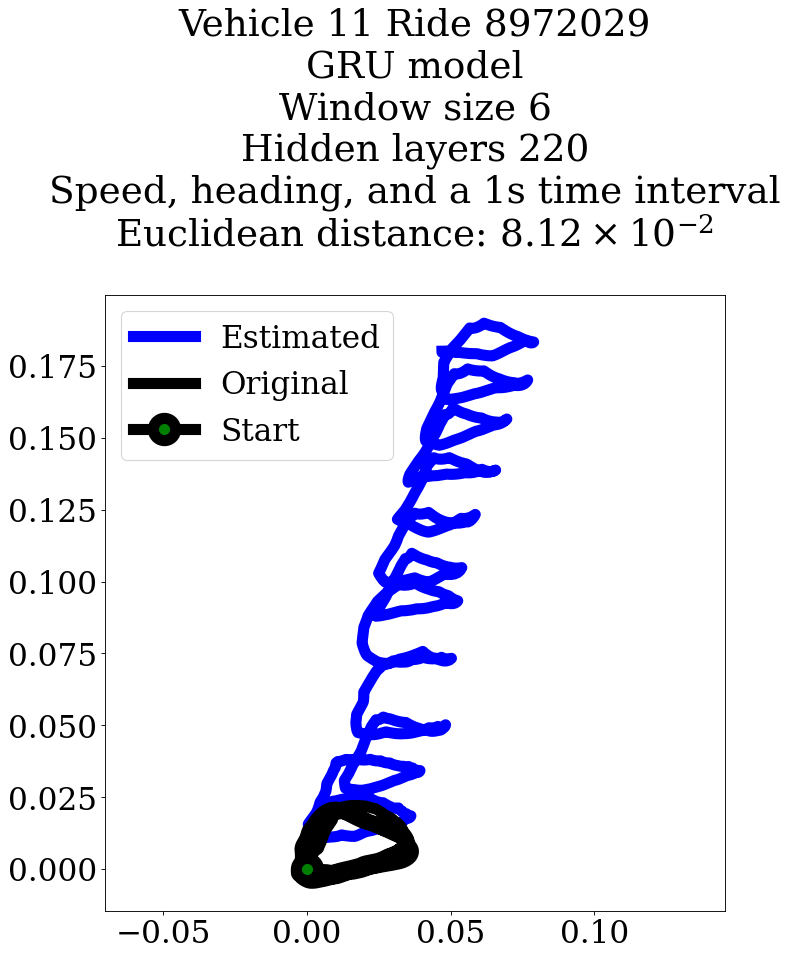 Vehicle 11 Ride 8972029
GRU model
Window size 6
Hidden layers 220
Speed, heading, and a 1s time interval
Euclidean distance: 8.12 × 10⁻²
Estimated
Original
Start
0.175
0.150
0.125
0.100
0.075
0.050
0.025
0.000
−0.05 0.00 0.05 0.10